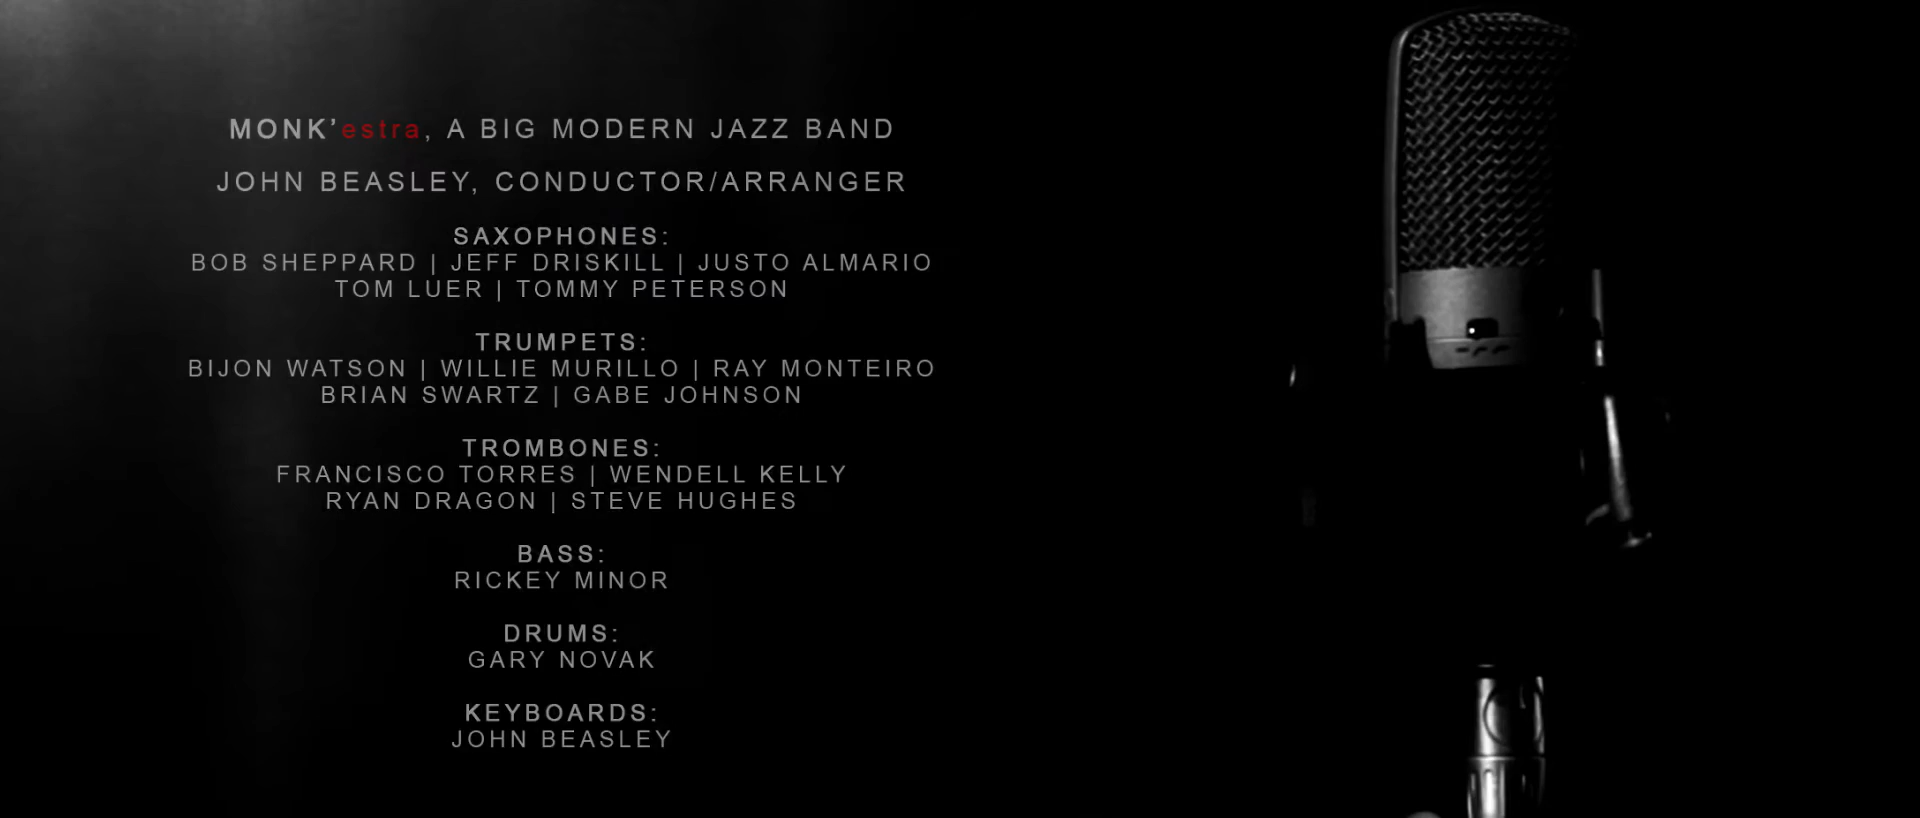 MONK’estra, A BIG MODERN JAZZ BAND
JOHN BEASLEY, CONDUCTOR/ARRANGER
SAXOPHONES:
BOB SHEPPARD | JEFF DRISKILL | JUSTO ALMARIO
TOM LUER | TOMMY PETERSON
TRUMPETS:
BIJON WATSON | WILLIE MURILLO | RAY MONTEIRO
BRIAN SWARTZ | GABE JOHNSON
TROMBONES:
FRANCISCO TORRES | WENDELL KELLY
RYAN DRAGON | STEVE HUGHES
BASS:
RICKEY MINOR
DRUMS:
GARY NOVAK
KEYBOARDS:
JOHN BEASLEY